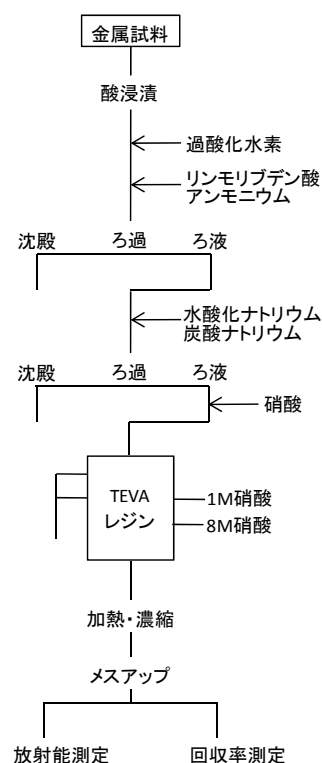 金属試料
酸浸漬
過酸化水素
リンモリブデン酸
アンモニウム
沈殿 ろ過 ろ液
水酸化ナトリウム
炭酸ナトリウム
沈殿 ろ過 ろ液
硝酸
TEVA
レジン
1M硝酸
8M硝酸
加熱・濃縮
メスアップ
放射能測定 回収率測定